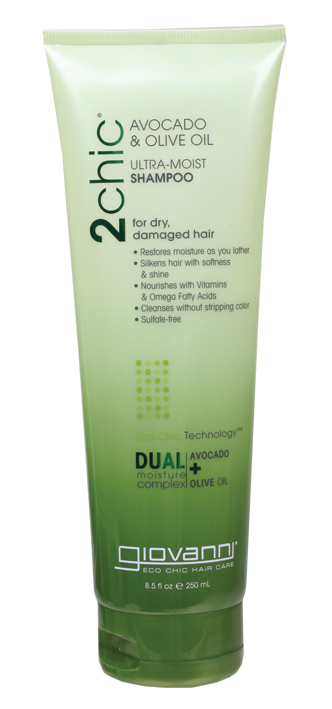 2chic®
AVOCADO
& OLIVE OIL
ULTRA-MOIST
SHAMPOO
for dry,
damaged hair
• Restores moisture as you lather
• Silkens hair with softness
& shine
• Nourishes with Vitamins
& Omega Fatty Acids
• Cleanses without stripping color
• Sulfate-free
Eco Chic Technology™
DUAL
moisture
complex
AVOCADO
+
OLIVE OIL
giovanni®
ECO CHIC HAIR CARE
8.5 fl oz ℮ 250 mL